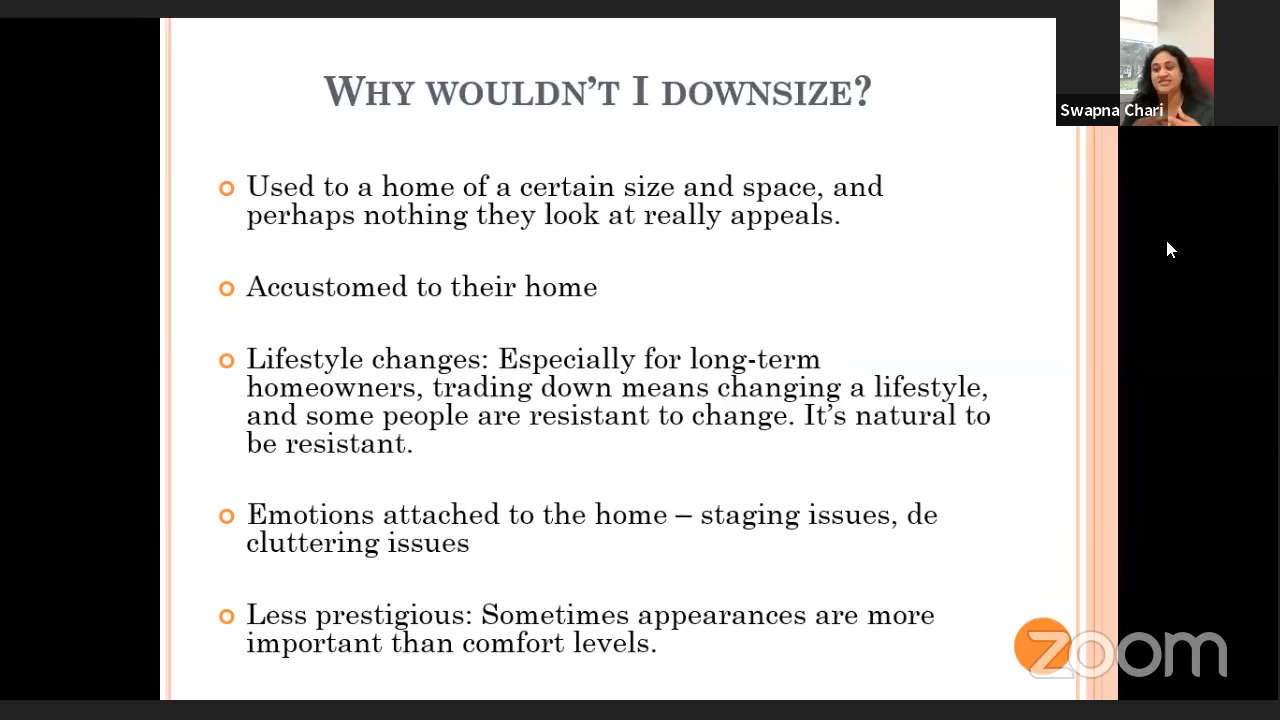 WHY WOULDN'T I DOWNSIZE?
Swapna Chari
Used to a home of a certain size and space, and
perhaps nothing they look at really appeals.
Accustomed to their home
Lifestyle changes: Especially for long-term
homeowners, trading down means changing a lifestyle,
and some people are resistant to change. It's natural to
be resistant.
Emotions attached to the home – staging issues, de
cluttering issues
Less prestigious: Sometimes appearances are more
important than comfort levels.
zoom